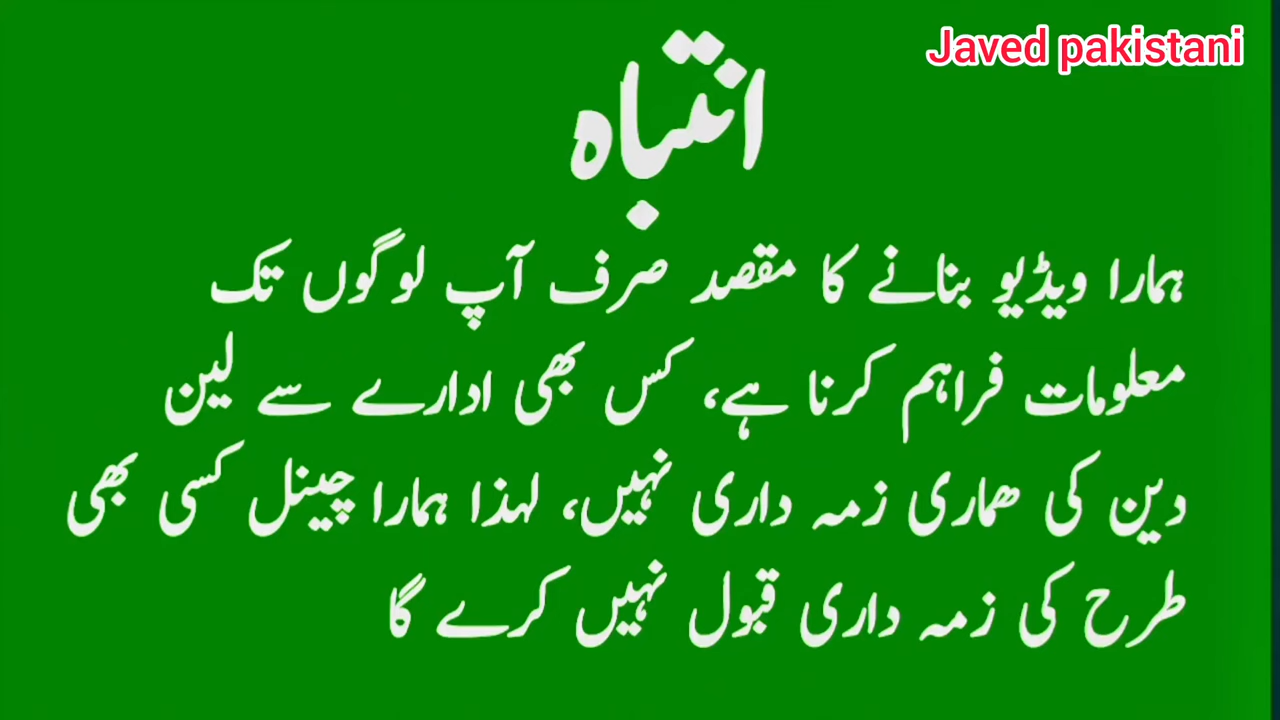 Javed pakistani
انتباہ
ہمارا ویڈیو بنانے کا مقصد صرف آپ لوگوں تک
معلومات فراہم کرنا ہے، کس بھی ادارے سے لین
دین کی ھماری زمہ داری نہیں، لہذا ہمارا چینل کسی بھی
طرح کی زمہ داری قبول نہیں کرے گا